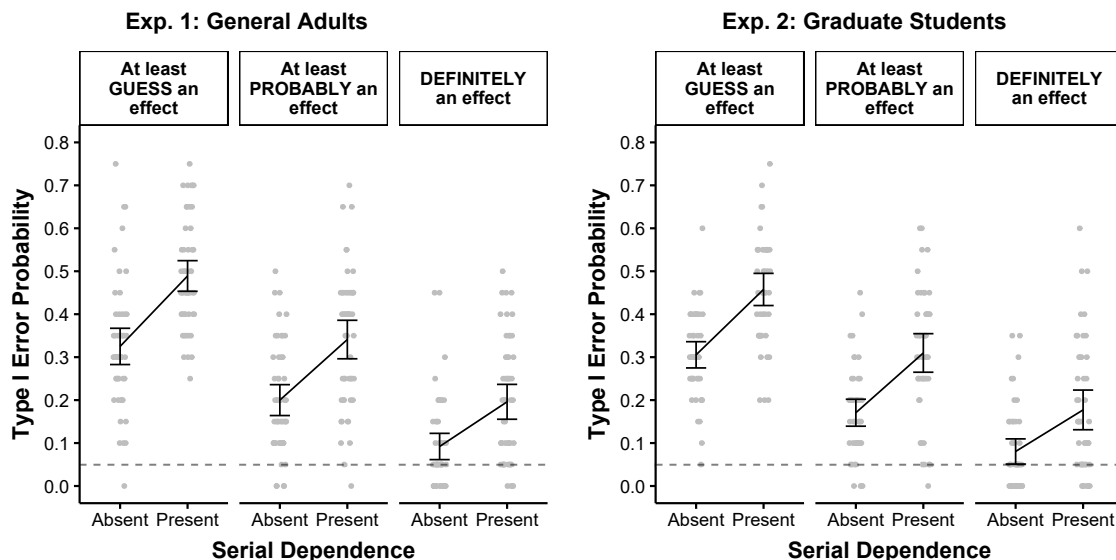 Exp. 1: General Adults
At least
GUESS an
effect
At least
PROBABLY an
effect
DEFINITELY
an effect
Type I Error Probability
0.8
0.7
0.6
0.5
0.4
0.3
0.2
0.1
0.0
Absent Present
Absent Present
Absent Present
Serial Dependence
Exp. 2: Graduate Students
At least
GUESS an
effect
At least
PROBABLY an
effect
DEFINITELY
an effect
Type I Error Probability
0.8
0.7
0.6
0.5
0.4
0.3
0.2
0.1
0.0
Absent Present
Absent Present
Absent Present
Serial Dependence